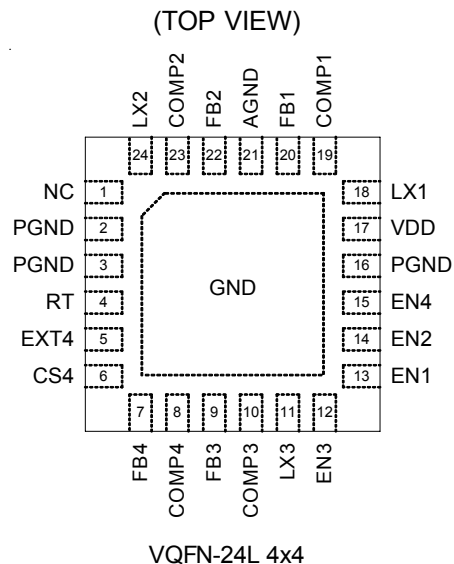 (TOP VIEW)
LX2
COMP2
FB2
AGND
FB1
COMP1
24
23
22
21
20
19
NC 1
18 LX1
PGND 2
17 VDD
PGND 3
16 PGND
RT 4
GND
15 EN4
EXT4 5
14 EN2
CS4 6
13 EN1
7
8
9
10
11
12
FB4
COMP4
FB3
COMP3
LX3
EN3
VQFN-24L 4x4